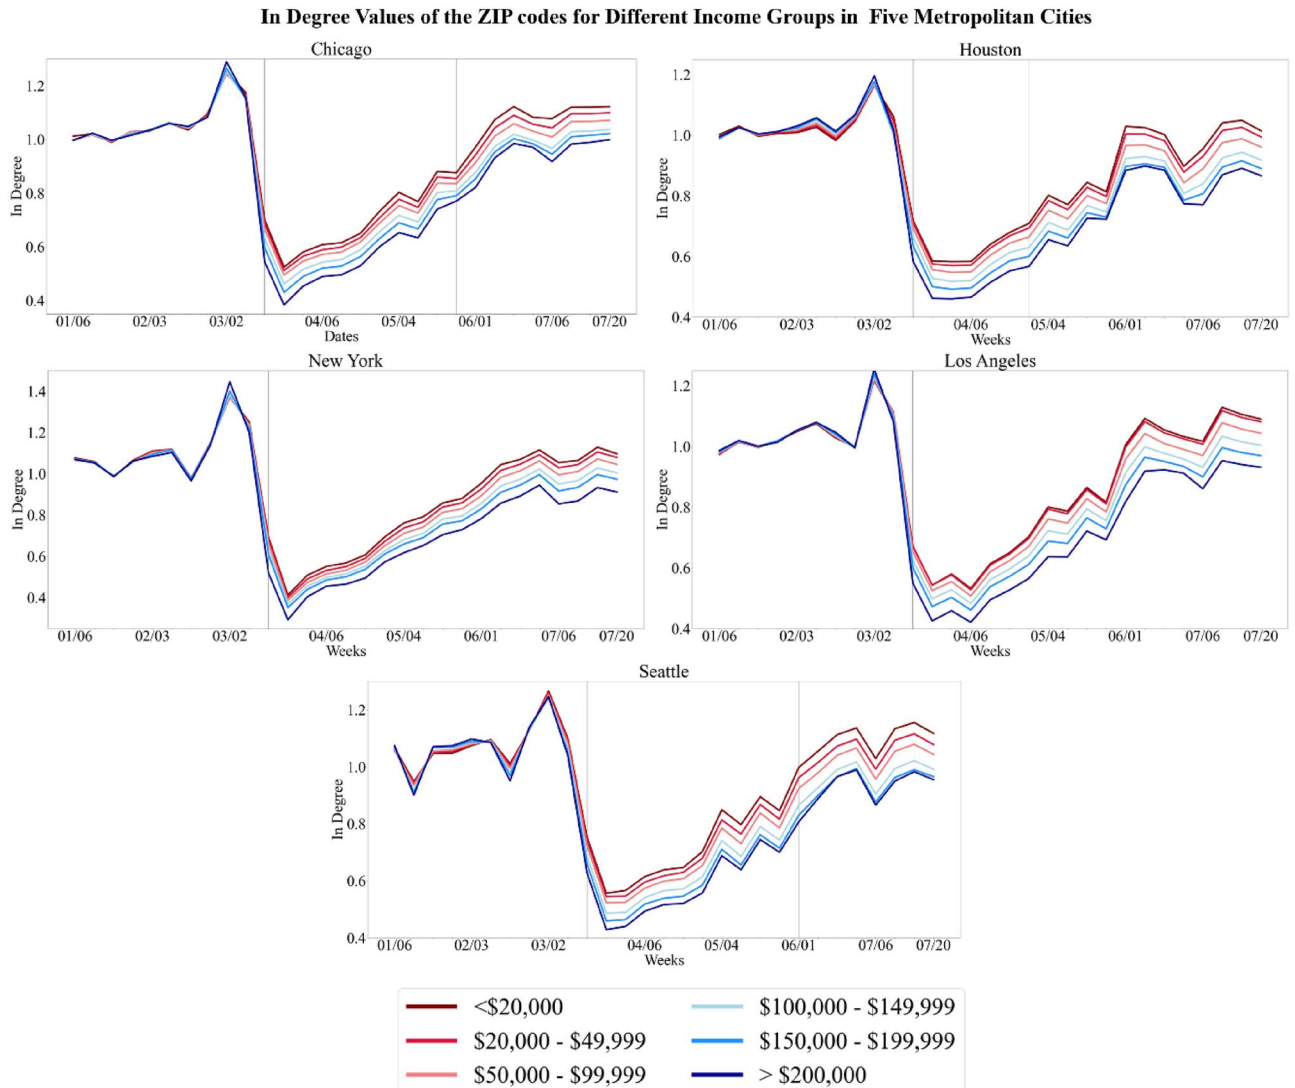 In Degree Values of the ZIP codes for Different Income Groups in Five Metropolitan Cities
Chicago
In Degree
1.2
1.0
0.8
0.6
0.4
01/06 02/03 03/02 04/06 05/04 06/01 07/06 07/20
Dates
Houston
In Degree
1.2
1.0
0.8
0.6
0.4
01/06 02/03 03/02 04/06 05/04 06/01 07/06 07/20
Weeks
New York
In Degree
1.4
1.2
1.0
0.8
0.6
0.4
01/06 02/03 03/02 04/06 05/04 06/01 07/06 07/20
Weeks
Los Angeles
In Degree
1.2
1.0
0.8
0.6
0.4
01/06 02/03 03/02 04/06 05/04 06/01 07/06 07/20
Weeks
Seattle
In Degree
1.2
1.0
0.8
0.6
0.4
01/06 02/03 03/02 04/06 05/04 06/01 07/06 07/20
Weeks
<$20,000
$20,000 - $49,999
$50,000 - $99,999
$100,000 - $149,999
$150,000 - $199,999
> $200,000